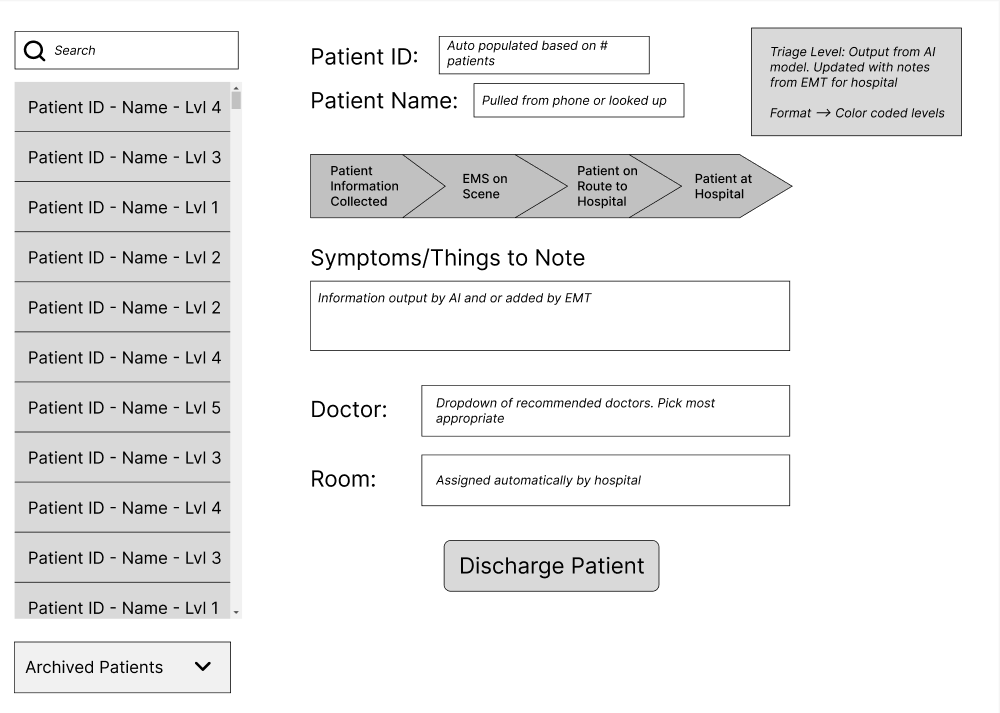 Search
Patient ID - Name - Lvl 4
Patient ID - Name - Lvl 3
Patient ID - Name - Lvl 1
Patient ID - Name - Lvl 2
Patient ID - Name - Lvl 2
Patient ID - Name - Lvl 4
Patient ID - Name - Lvl 5
Patient ID - Name - Lvl 3
Patient ID - Name - Lvl 4
Patient ID - Name - Lvl 3
Patient ID - Name - Lvl 1
Archived Patients
Patient ID:
Auto populated based on #
patients
Patient Name:
Pulled from phone or looked up
Triage Level: Output from AI
model. Updated with notes
from EMT for hospital
Format → Color coded levels
Patient
Information
Collected
EMS on
Scene
Patient on
Route to
Hospital
Patient at
Hospital
Symptoms/Things to Note
Information output by AI and or added by EMT
Doctor:
Dropdown of recommended doctors. Pick most
appropriate
Room:
Assigned automatically by hospital
Discharge Patient